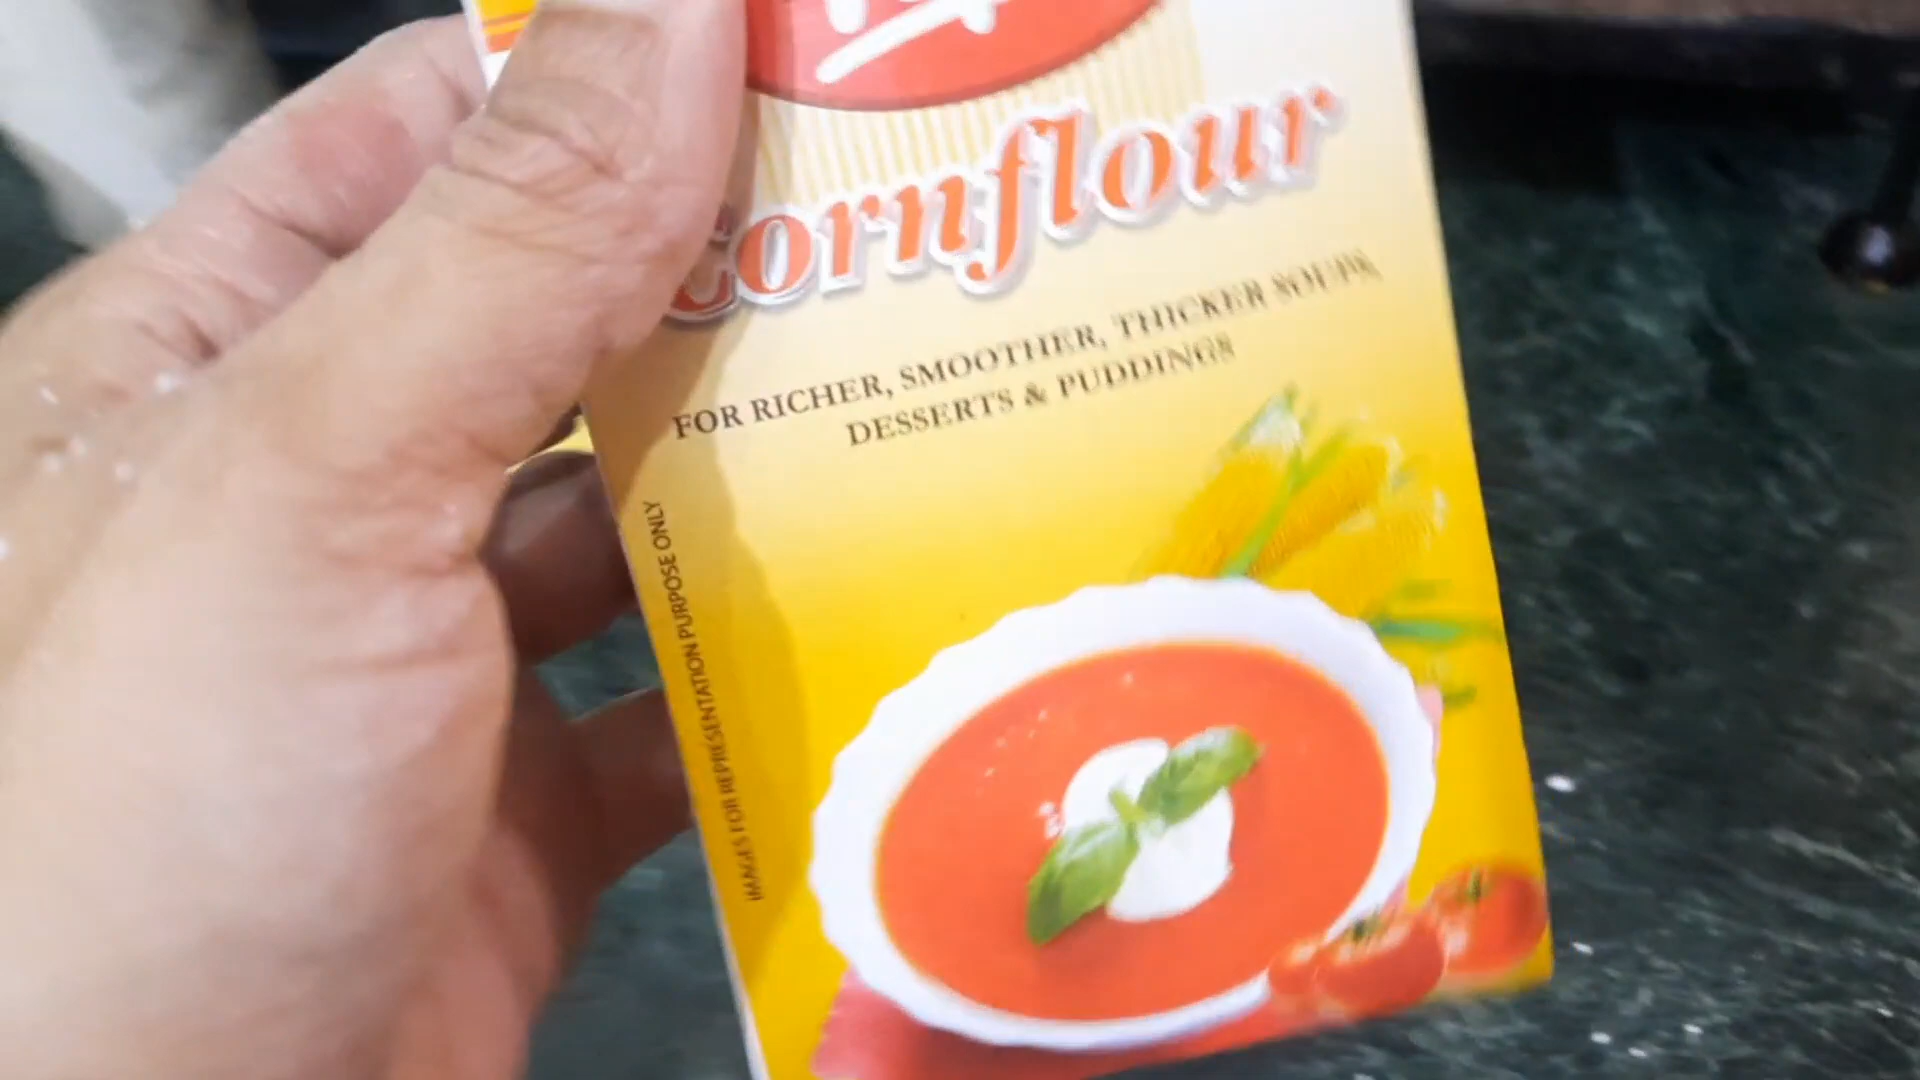 Cornflour
FOR RICHER, SMOOTHER, THICKER SOUPS,
DESSERTS & PUDDINGS
IMAGES FOR REPRESENTATION PURPOSE ONLY